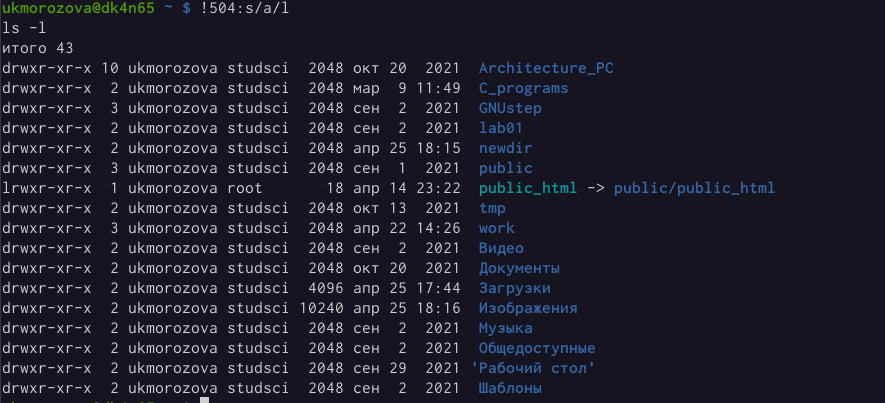 ukmorozova@dk4n65 ~ $ !504:s/a/l
ls -l
итого 43
drwxr-xr-x 10 ukmorozova studsci  2048 окт 20  2021  Architecture_PC
drwxr-xr-x  2 ukmorozova studsci  2048 мар  9 11:49  C_programs
drwxr-xr-x  3 ukmorozova studsci  2048 сен  2  2021  GNUstep
drwxr-xr-x  2 ukmorozova studsci  2048 сен  2  2021  lab01
drwxr-xr-x  2 ukmorozova studsci  2048 апр 25 18:15  newdir
drwxr-xr-x  3 ukmorozova studsci  2048 сен  1  2021  public
lrwxr-xr-x  1 ukmorozova root       18 апр 14 23:22  public_html -> public/public_html
drwxr-xr-x  2 ukmorozova studsci  2048 окт 13  2021  tmp
drwxr-xr-x  3 ukmorozova studsci  2048 апр 22 14:26  work
drwxr-xr-x  2 ukmorozova studsci  2048 сен  2  2021  Видео
drwxr-xr-x  2 ukmorozova studsci  2048 окт 20  2021  Документы
drwxr-xr-x  2 ukmorozova studsci  4096 апр 25 17:44  Загрузки
drwxr-xr-x  2 ukmorozova studsci 10240 апр 25 18:16  Изображения
drwxr-xr-x  2 ukmorozova studsci  2048 сен  2  2021  Музыка
drwxr-xr-x  2 ukmorozova studsci  2048 сен  2  2021  Общедоступные
drwxr-xr-x  2 ukmorozova studsci  2048 сен 29  2021 'Рабочий стол'
drwxr-xr-x  2 ukmorozova studsci  2048 сен  2  2021  Шаблоны